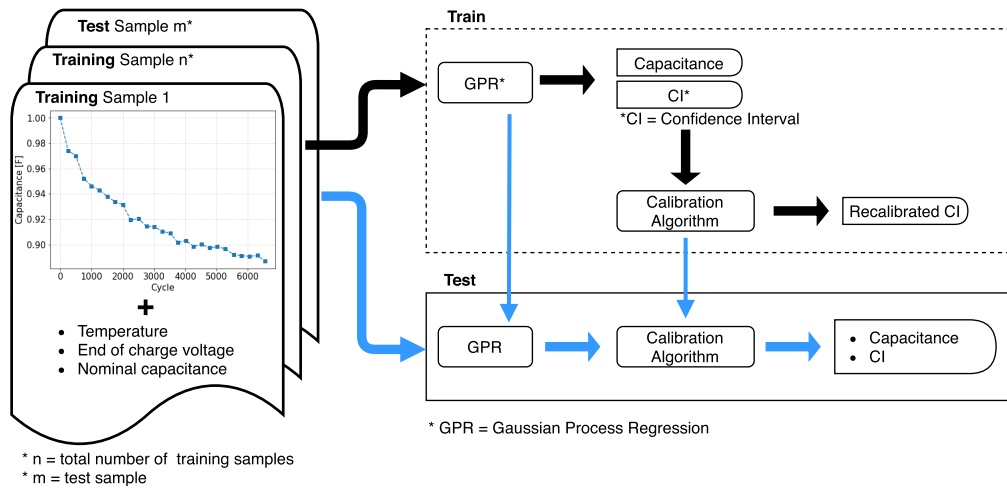 Test Sample m*
Training Sample n*
Training Sample 1
1.00
0.98
0.96
0.94
0.92
0.90
Capacitance [F]
0 1000 2000 3000 4000 5000 6000
Cycle
+
• Temperature
• End of charge voltage
• Nominal capacitance
* n = total number of training samples
* m = test sample
Train
GPR*
Capacitance
CI*
*CI = Confidence Interval
Calibration
Algorithm
Recalibrated CI
Test
GPR
Calibration
Algorithm
• Capacitance
• CI
* GPR = Gaussian Process Regression